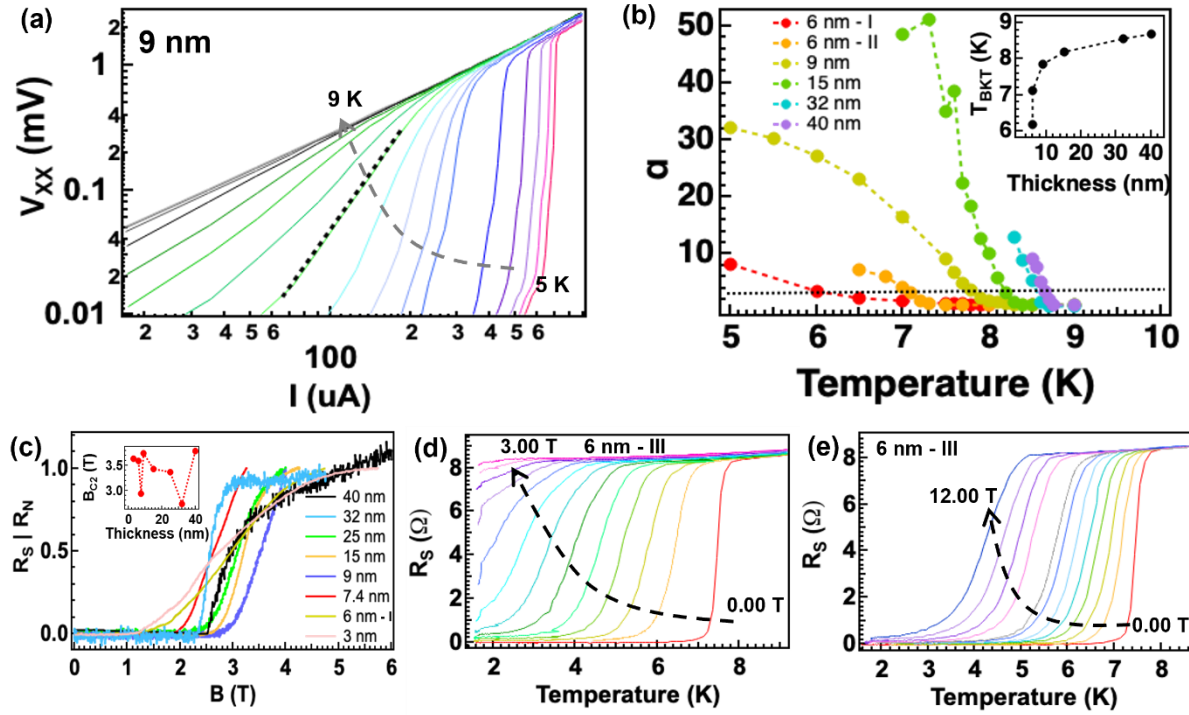 (a)
9 nm
9 K
5 K
V_XX (mV)
2
1
4
2
0.1
4
2
0.01
2
3
4
5
6
2
3
4
5
6
100
I (uA)
(b)
6 nm - I
6 nm - II
9 nm
15 nm
32 nm
40 nm
α
50
40
30
20
10
5
6
7
8
9
10
Temperature (K)
T_BKT (K)
9
8
7
6
10
20
30
40
Thickness (nm)
(c)
B_C2 (T)
3.5
3.0
0
20
40
Thickness (nm)
R_S | R_N
1.0
0.5
0.0
40 nm
32 nm
25 nm
15 nm
9 nm
7.4 nm
6 nm - I
3 nm
0
1
2
3
4
5
6
B (T)
(d)
3.00 T
6 nm - III
0.00 T
R_S (Ω)
8
6
4
2
0
2
4
6
8
Temperature (K)
(e)
6 nm - III
12.00 T
0.00 T
R_S (Ω)
8
6
4
2
0
2
3
4
5
6
7
8
Temperature (K)